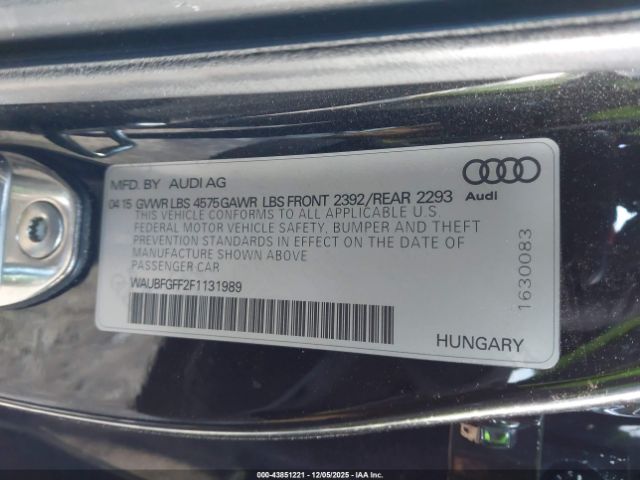 MFD. BY AUDI AG
Audi
04 15 GVWR LBS 4575 GAWR LBS FRONT 2392/REAR 2293
THIS VEHICLE CONFORMS TO ALL APPLICABLE U.S.
FEDERAL MOTOR VEHICLE SAFETY, BUMPER AND THEFT
PREVENTION STANDARDS IN EFFECT ON THE DATE OF
MANUFACTURE SHOWN ABOVE
PASSENGER CAR
WAUBFGFF2F1131989
1630083
HUNGARY
00-43851221 - 12/05/2025 - IAA Inc.